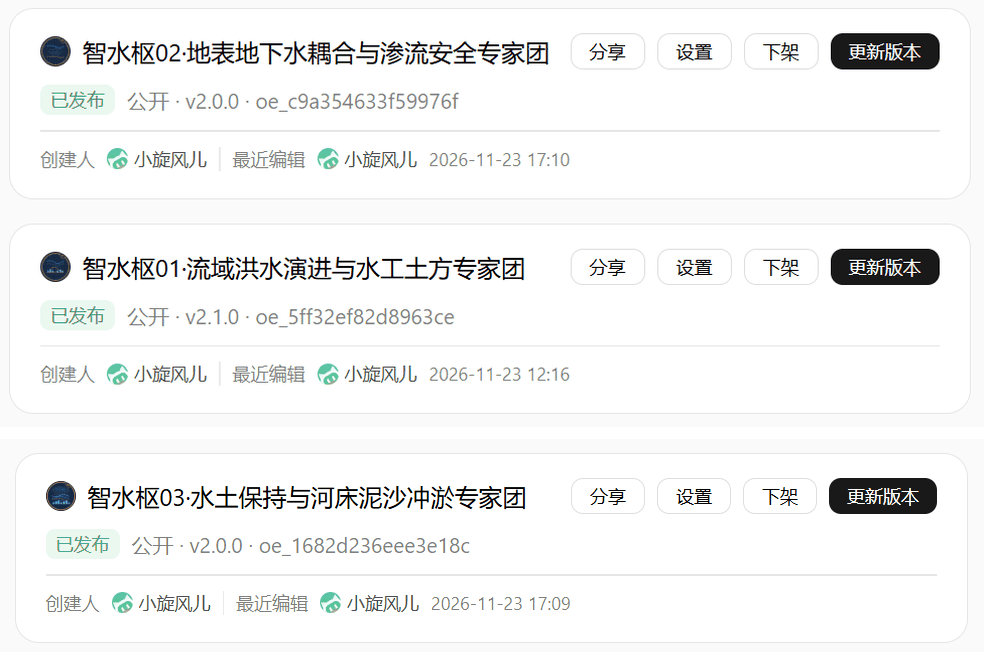 智水枢02·地表地下水耦合与渗流安全专家团 分享 设置 下架 更新版本
已发布 公开 · v2.0.0 · oe_c9a354633f59976f
创建人 小旋风儿 最近编辑 小旋风儿 2026-11-23 17:10
智水枢01·流域洪水演进与水工土方专家团 分享 设置 下架 更新版本
已发布 公开 · v2.1.0 · oe_5ff32ef82d8963ce
创建人 小旋风儿 最近编辑 小旋风儿 2026-11-23 12:16
智水枢03·水土保持与河床泥沙冲淤专家团 分享 设置 下架 更新版本
已发布 公开 · v2.0.0 · oe_1682d236eee3e18c
创建人 小旋风儿 最近编辑 小旋风儿 2026-11-23 17:09